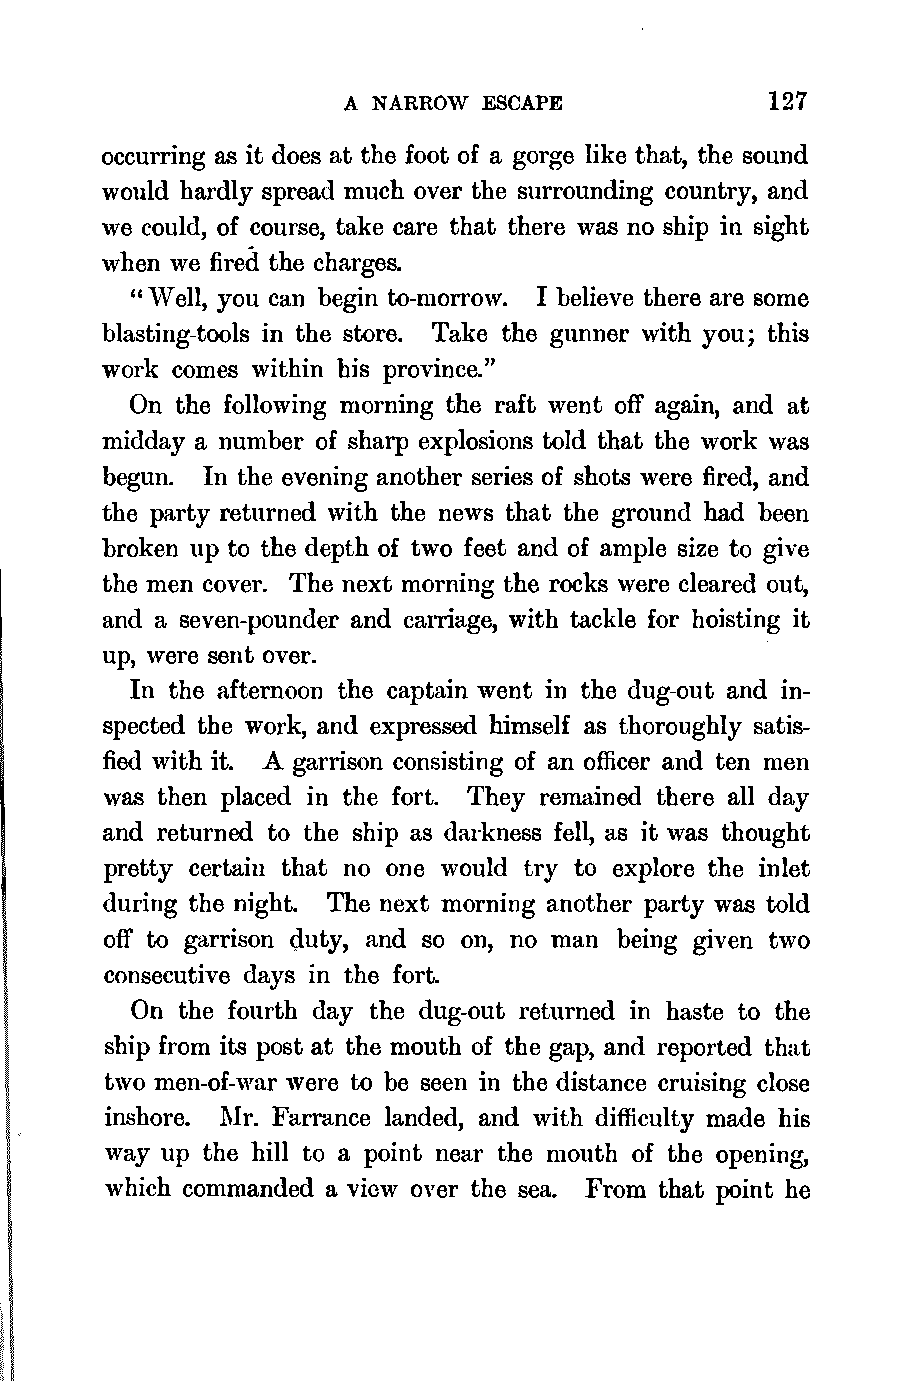 A NARROW ESCAPE 127
occurring as it does at the foot of a gorge like that, the sound
would hardly spread much over the surrounding country, and
we could, of course, take care that there was no ship in sight
when we fired the charges.
"Well, you can begin to-morrow. I believe there are some
blasting-tools in the store. Take the gunner with you; this
work comes within his province."
On the following morning the raft went off again, and at
midday a number of sharp explosions told that the work was
begun. In the evening another series of shots were fired, and
the party returned with the news that the ground had been
broken up to the depth of two feet and of ample size to give
the men cover. The next morning the rocks were cleared out,
and a seven-pounder and carriage, with tackle for hoisting it
up, were sent over.
In the afternoon the captain went in the dug-out and in-
spected the work, and expressed himself as thoroughly satis-
fied with it. A garrison consisting of an officer and ten men
was then placed in the fort. They remained there all day
and returned to the ship as darkness fell, as it was thought
pretty certain that no one would try to explore the inlet
during the night. The next morning another party was told
off to garrison duty, and so on, no man being given two
consecutive days in the fort.
On the fourth day the dug-out returned in haste to the
ship from its post at the mouth of the gap, and reported that
two men-of-war were to be seen in the distance cruising close
inshore. Mr. Farrance landed, and with difficulty made his
way up the hill to a point near the mouth of the opening,
which commanded a view over the sea. From that point he